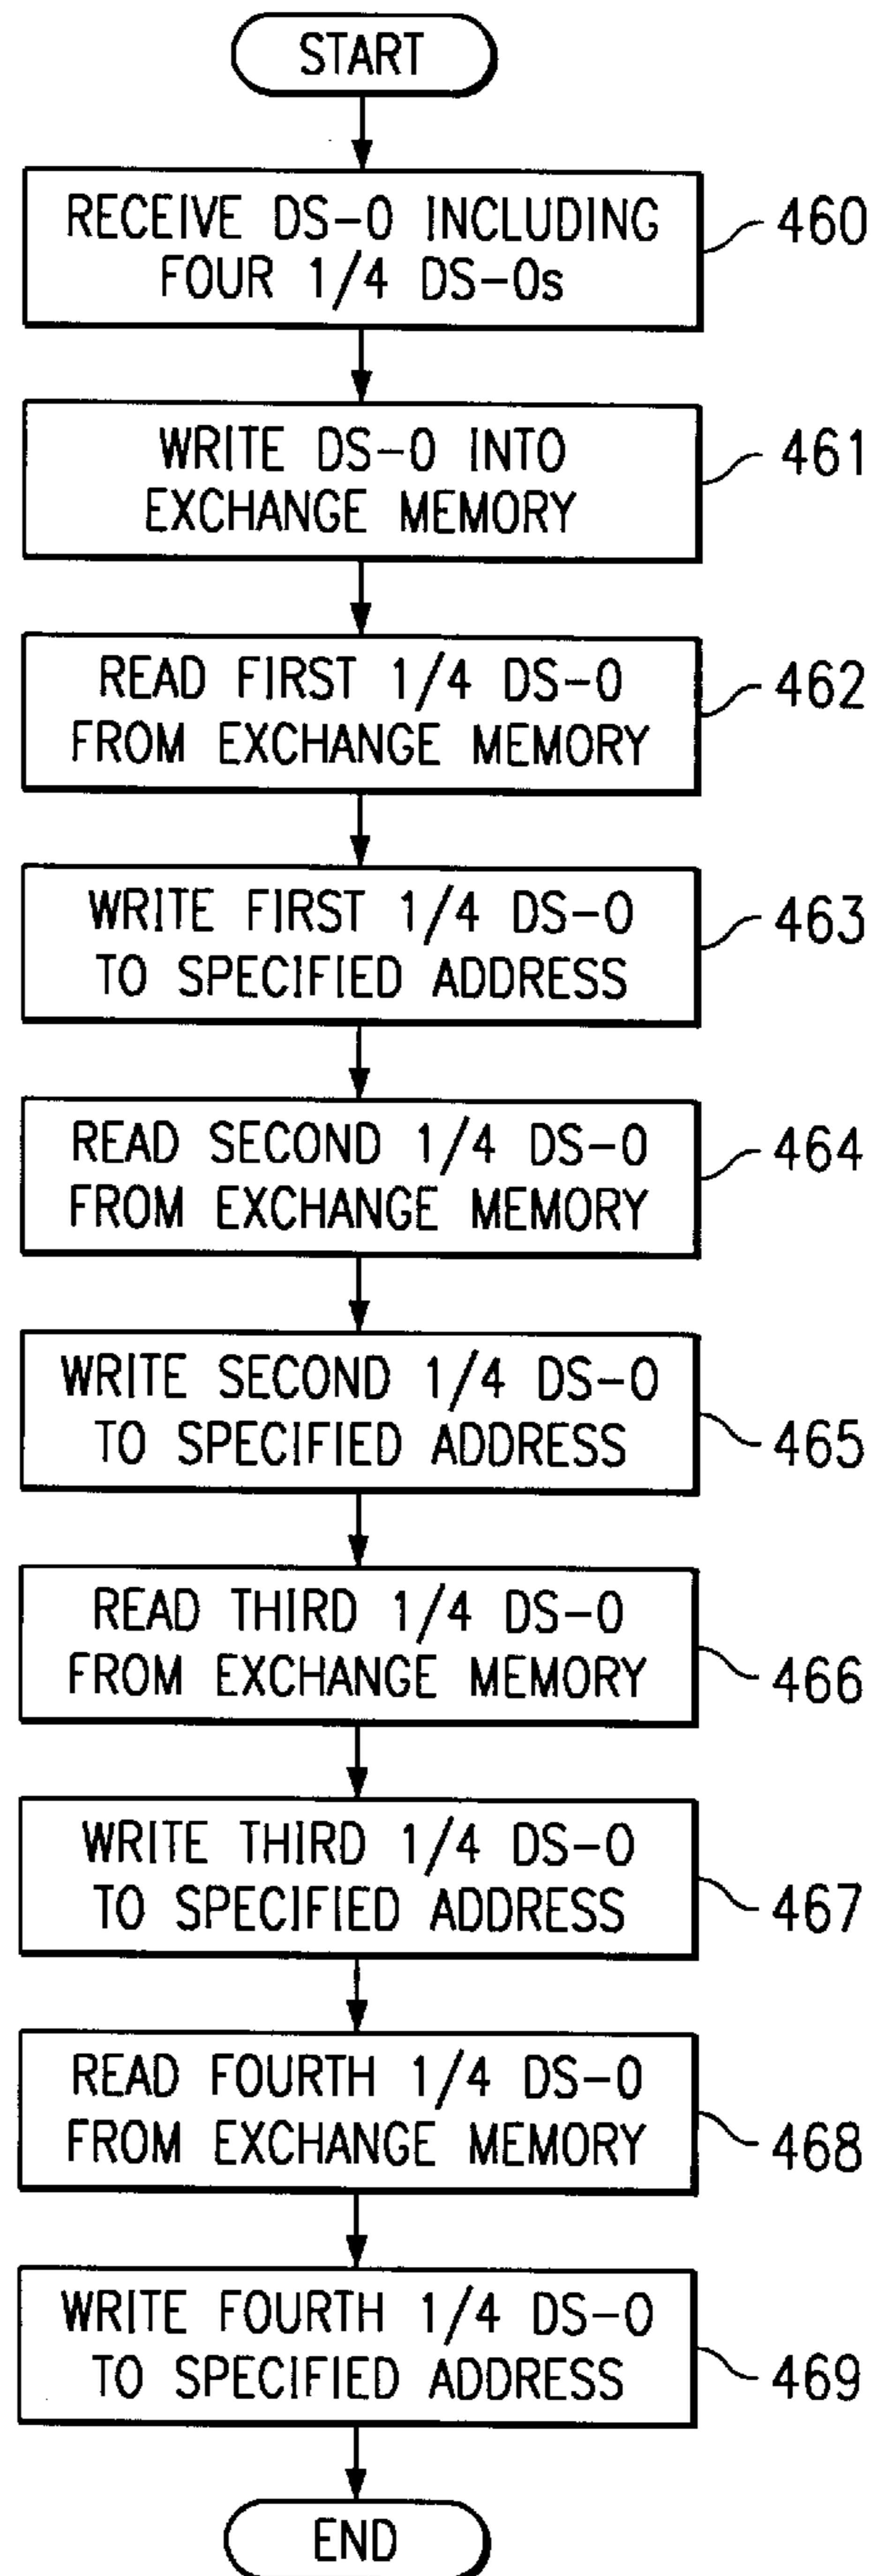 START
RECEIVE DS-0 INCLUDING
FOUR 1/4 DS-0s
460
WRITE DS-0 INTO
EXCHANGE MEMORY
461
READ FIRST 1/4 DS-0
FROM EXCHANGE MEMORY
462
WRITE FIRST 1/4 DS-0
TO SPECIFIED ADDRESS
463
READ SECOND 1/4 DS-0
FROM EXCHANGE MEMORY
464
WRITE SECOND 1/4 DS-0
TO SPECIFIED ADDRESS
465
READ THIRD 1/4 DS-0
FROM EXCHANGE MEMORY
466
WRITE THIRD 1/4 DS-0
TO SPECIFIED ADDRESS
467
READ FOURTH 1/4 DS-0
FROM EXCHANGE MEMORY
468
WRITE FOURTH 1/4 DS-0
TO SPECIFIED ADDRESS
469
END